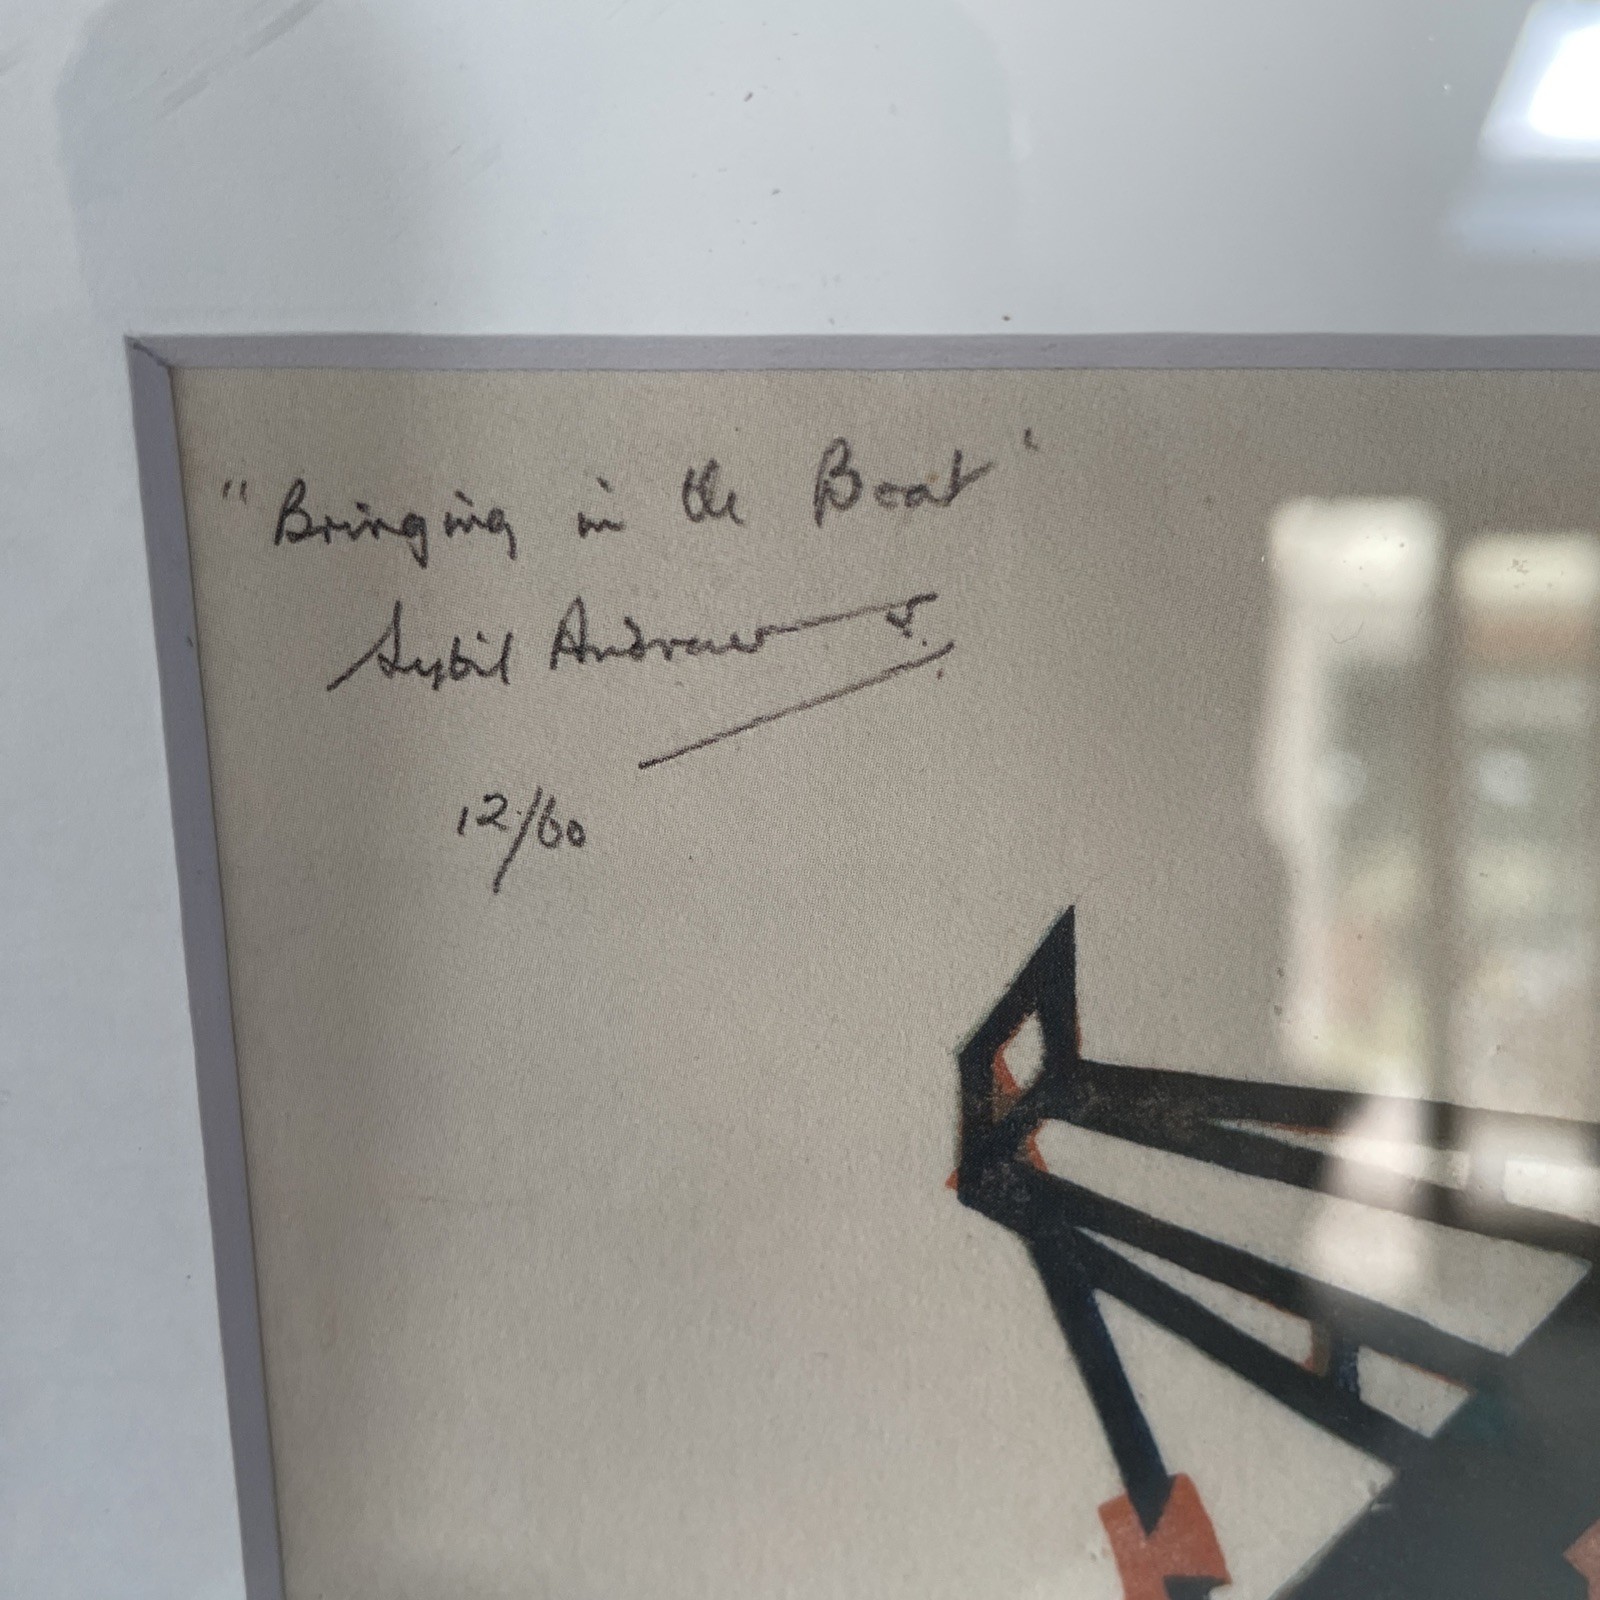 "Bringing in the Boat"
Sybil Andrews.
12/60